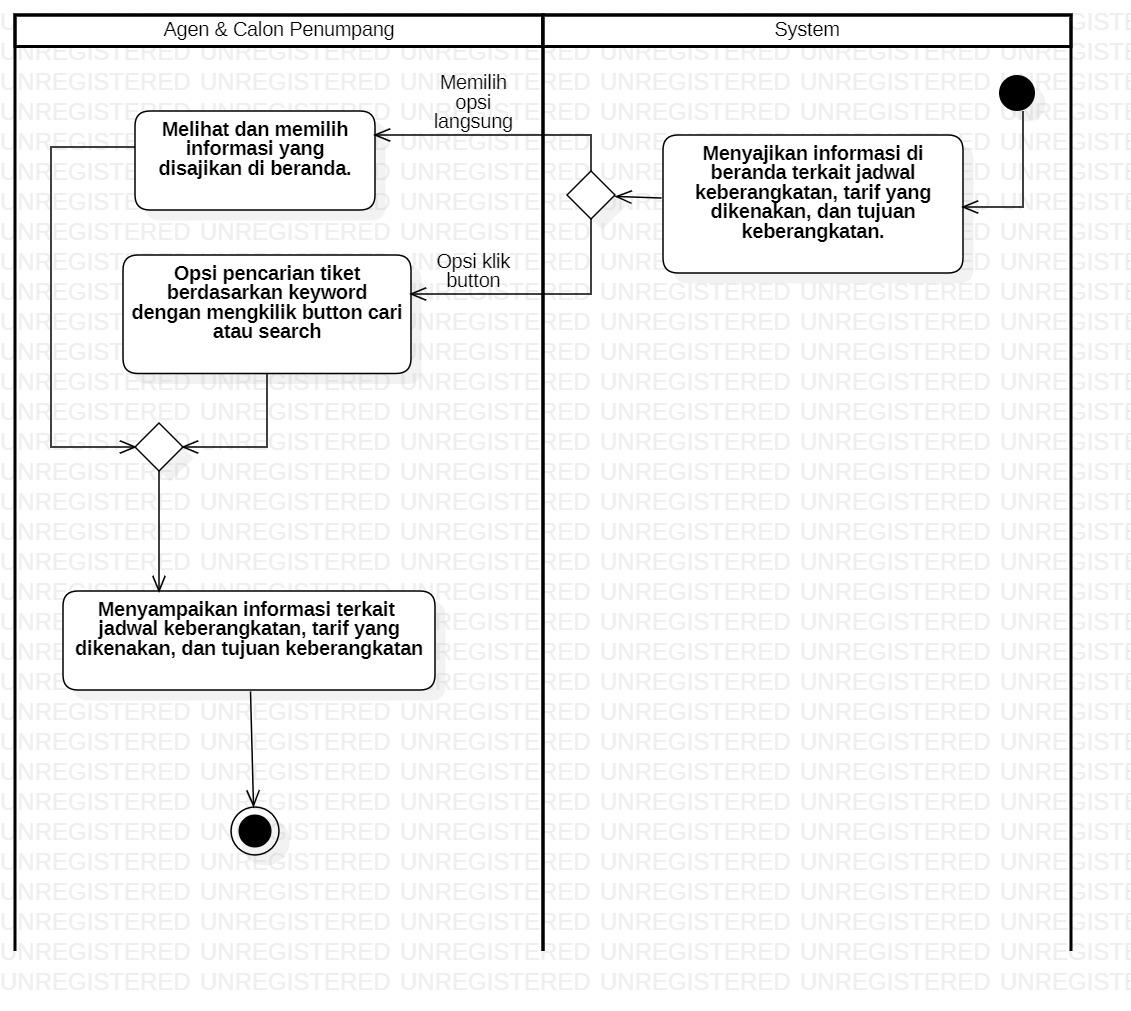 Agen & Calon Penumpang
System
Memilih
opsi
langsung
Melihat dan memilih
informasi yang
disajikan di beranda.
Menyajikan informasi di
beranda terkait jadwal
keberangkatan, tarif yang
dikenakan, dan tujuan
keberangkatan.
Opsi klik
button
Opsi pencarian tiket
berdasarkan keyword
dengan mengkilik button cari
atau search
Menyampaikan informasi terkait
jadwal keberangkatan, tarif yang
dikenakan, dan tujuan keberangkatan
UNREGISTERED